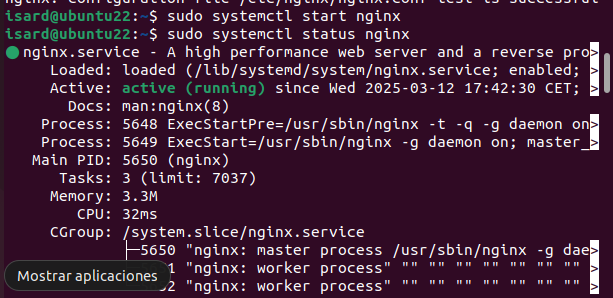 nginx: configuration file /etc/nginx/nginx.conf test is successful
isard@ubuntu22:~$ sudo systemctl start nginx
isard@ubuntu22:~$ sudo systemctl status nginx
● nginx.service - A high performance web server and a reverse pro>
Loaded: loaded (/lib/systemd/system/nginx.service; enabled; >
Active: active (running) since Wed 2025-03-12 17:42:30 CET; >
Docs: man:nginx(8)
Process: 5648 ExecStartPre=/usr/sbin/nginx -t -q -g daemon on>
Process: 5649 ExecStart=/usr/sbin/nginx -g daemon on; master_>
Main PID: 5650 (nginx)
Tasks: 3 (limit: 7037)
Memory: 3.3M
CPU: 32ms
CGroup: /system.slice/nginx.service
├─5650 "nginx: master process /usr/sbin/nginx -g dae>
1 "nginx: worker process" "" "" "" "" "" "" "" >
2 "nginx: worker process" "" "" "" "" "" "" "" >
Mostrar aplicaciones